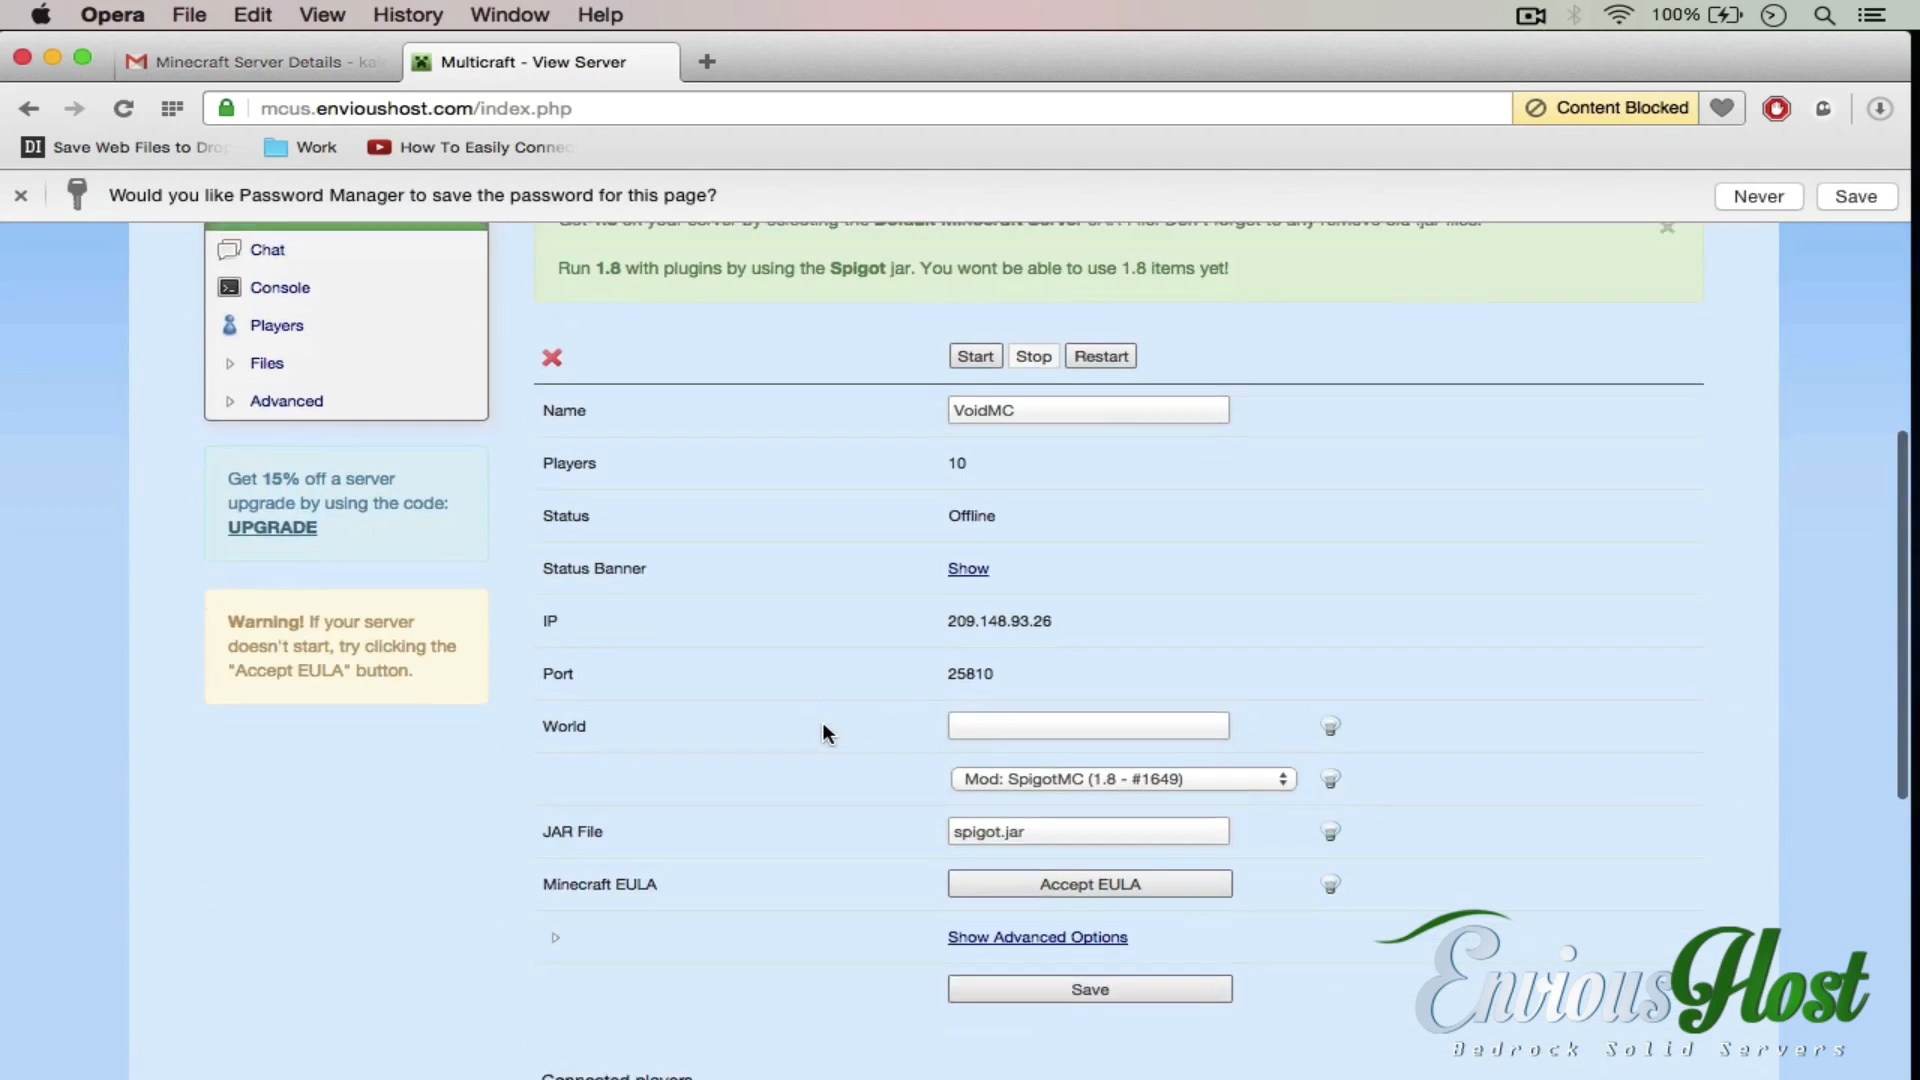 Opera File Edit View History Window Help 100%
Minecraft Server Details - ka
Multicraft - View Server
mcus.envioushost.com/index.php
Content Blocked
DI Save Web Files to Dro
Work
How To Easily Connec
Would you like Password Manager to save the password for this page?
Never Save
Chat
Console
Players
Files
Advanced
Get 15% off a server
upgrade by using the code:
UPGRADE
Warning! If your server
doesn't start, try clicking the
"Accept EULA" button.
Run 1.8 with plugins by using the Spigot jar. You wont be able to use 1.8 items yet!
Start Stop Restart
Name VoidMC
Players 10
Status Offline
Status Banner Show
IP 209.148.93.26
Port 25810
World
Mod: SpigotMC (1.8 - #1649)
JAR File spigot.jar
Minecraft EULA Accept EULA
Show Advanced Options
Save
Connected players
EnviousHost
Bedrock Solid Servers